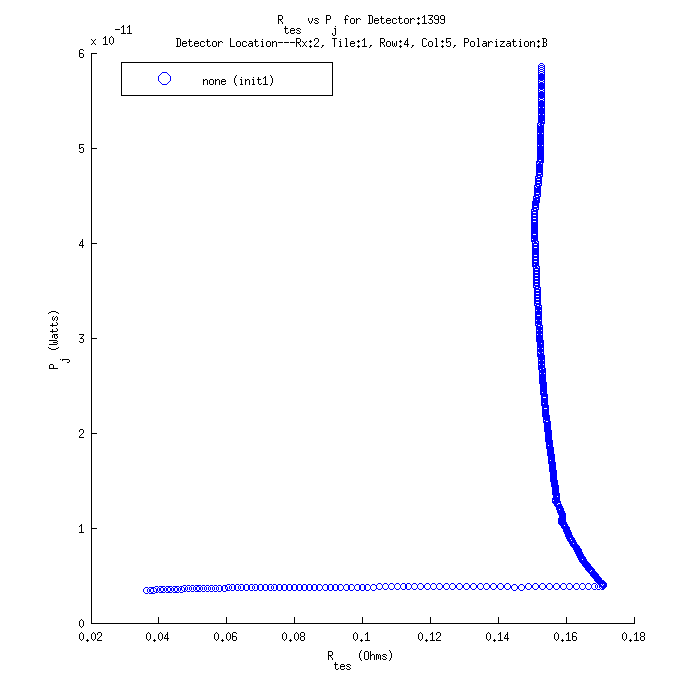 R_tes vs P_j for Detector:1399
Detector Location---Rx:2, Tile:1, Row:4, Col:5, Polarization:B
x 10^-11
none (init1)
6
5
4
3
2
1
0
P_j (Watts)
0.02 0.04 0.06 0.08 0.1 0.12 0.14 0.16 0.18
R_tes (Ohms)